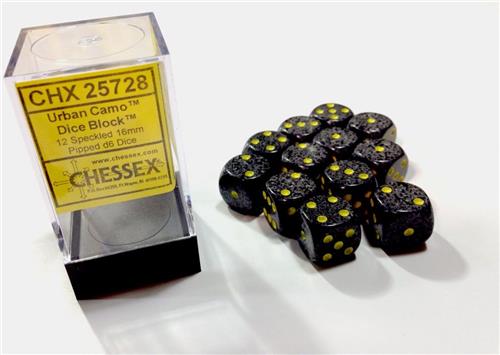 CHX 25728
Urban Camo™
Dice Block™
12 Speckled 16mm
Pipped d6 Dice
www.chessex.com
CHESSEX